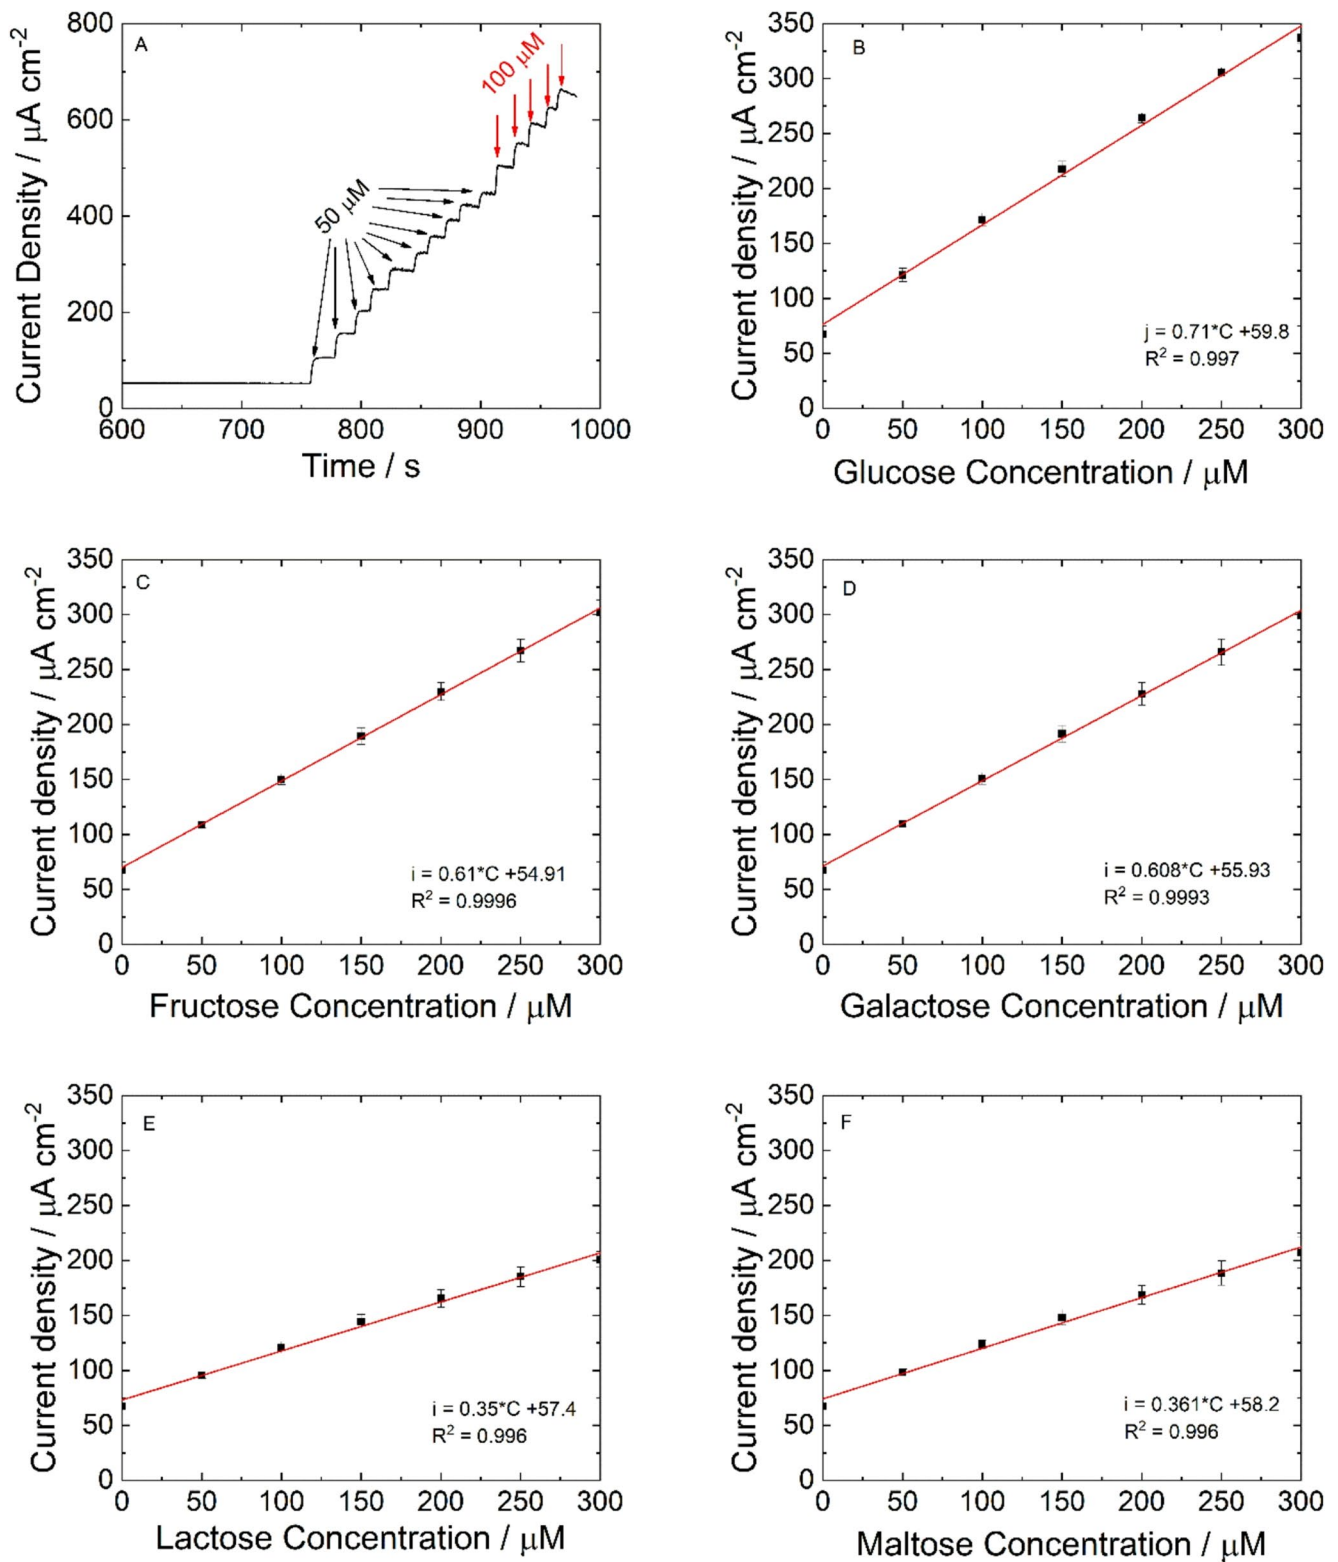 A
800
600
400
200
0
Current Density / μA cm-2
50 μM
100 μM
600 700 800 900 1000
Time / s
B
350
300
250
200
150
100
50
0
Current density / μA cm-2
j = 0.71*C +59.8
R2 = 0.997
0 50 100 150 200 250 300
Glucose Concentration / μM
C
350
300
250
200
150
100
50
0
Current density / μA cm-2
i = 0.61*C +54.91
R2 = 0.9996
0 50 100 150 200 250 300
Fructose Concentration / μM
D
350
300
250
200
150
100
50
0
Current density / μA cm-2
i = 0.608*C +55.93
R2 = 0.9993
0 50 100 150 200 250 300
Galactose Concentration / μM
E
350
300
250
200
150
100
50
0
Current density / μA cm-2
i = 0.35*C +57.4
R2 = 0.996
0 50 100 150 200 250 300
Lactose Concentration / μM
F
350
300
250
200
150
100
50
0
Current density / μA cm-2
i = 0.361*C +58.2
R2 = 0.996
0 50 100 150 200 250 300
Maltose Concentration / μM